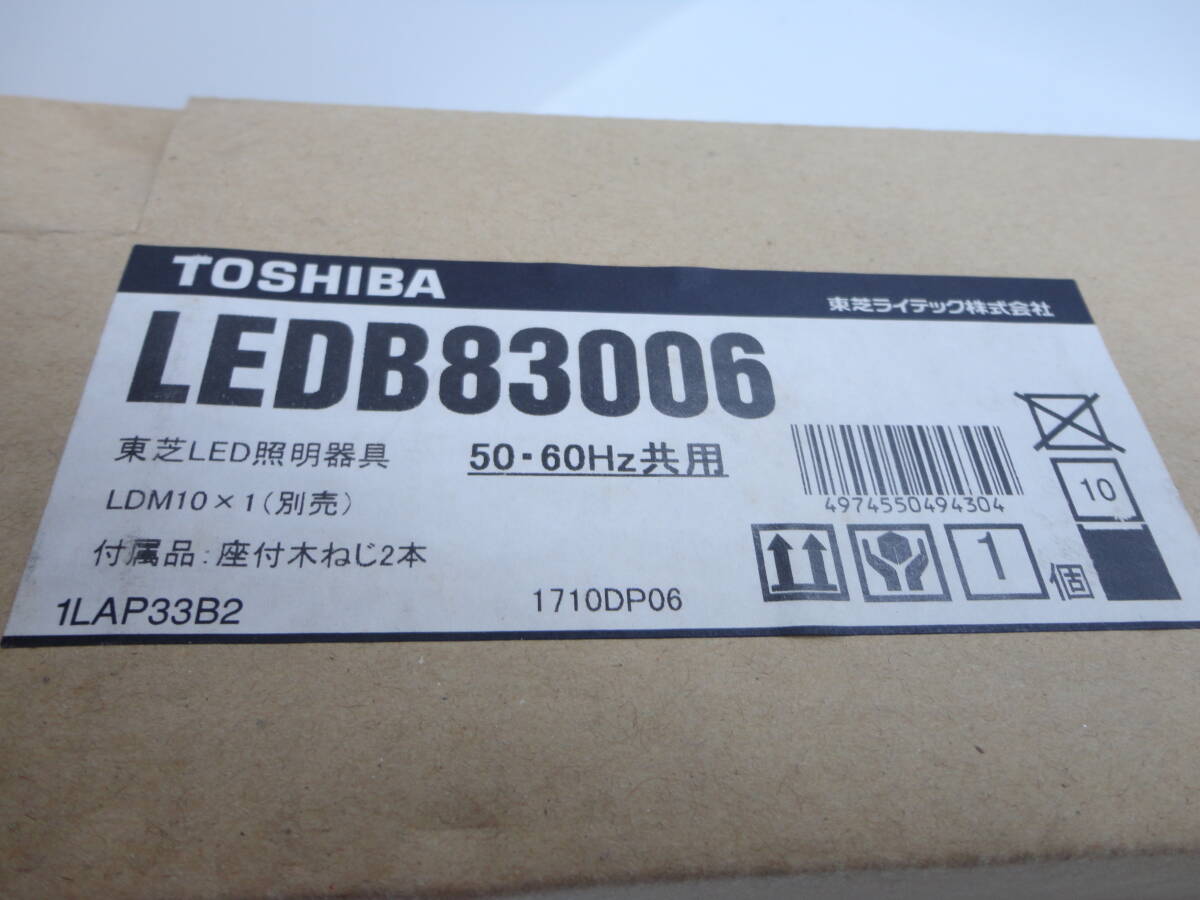 TOSHIBA
東芝ライテック株式会社
LEDB83006
東芝LED照明器具
50・60Hz共用
LDM10×1(別売)
4974550494304
10
付属品:座付木ねじ2本
1個
1LAP33B2
1710DP06